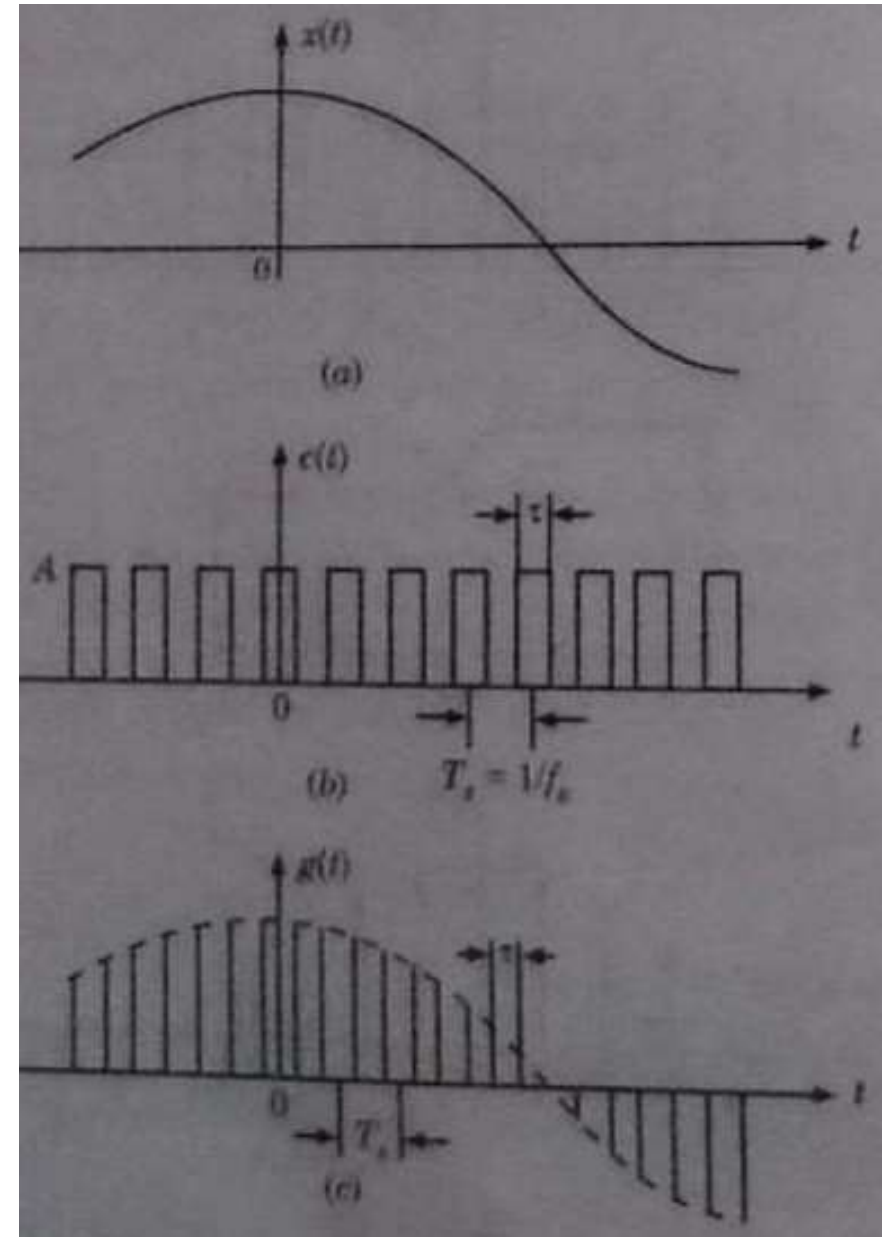 x(t)
t
0
(a)
c(t)
τ
A
0
t
(b)
T_s = 1/f_s
g(t)
τ
0
t
T_s
(c)